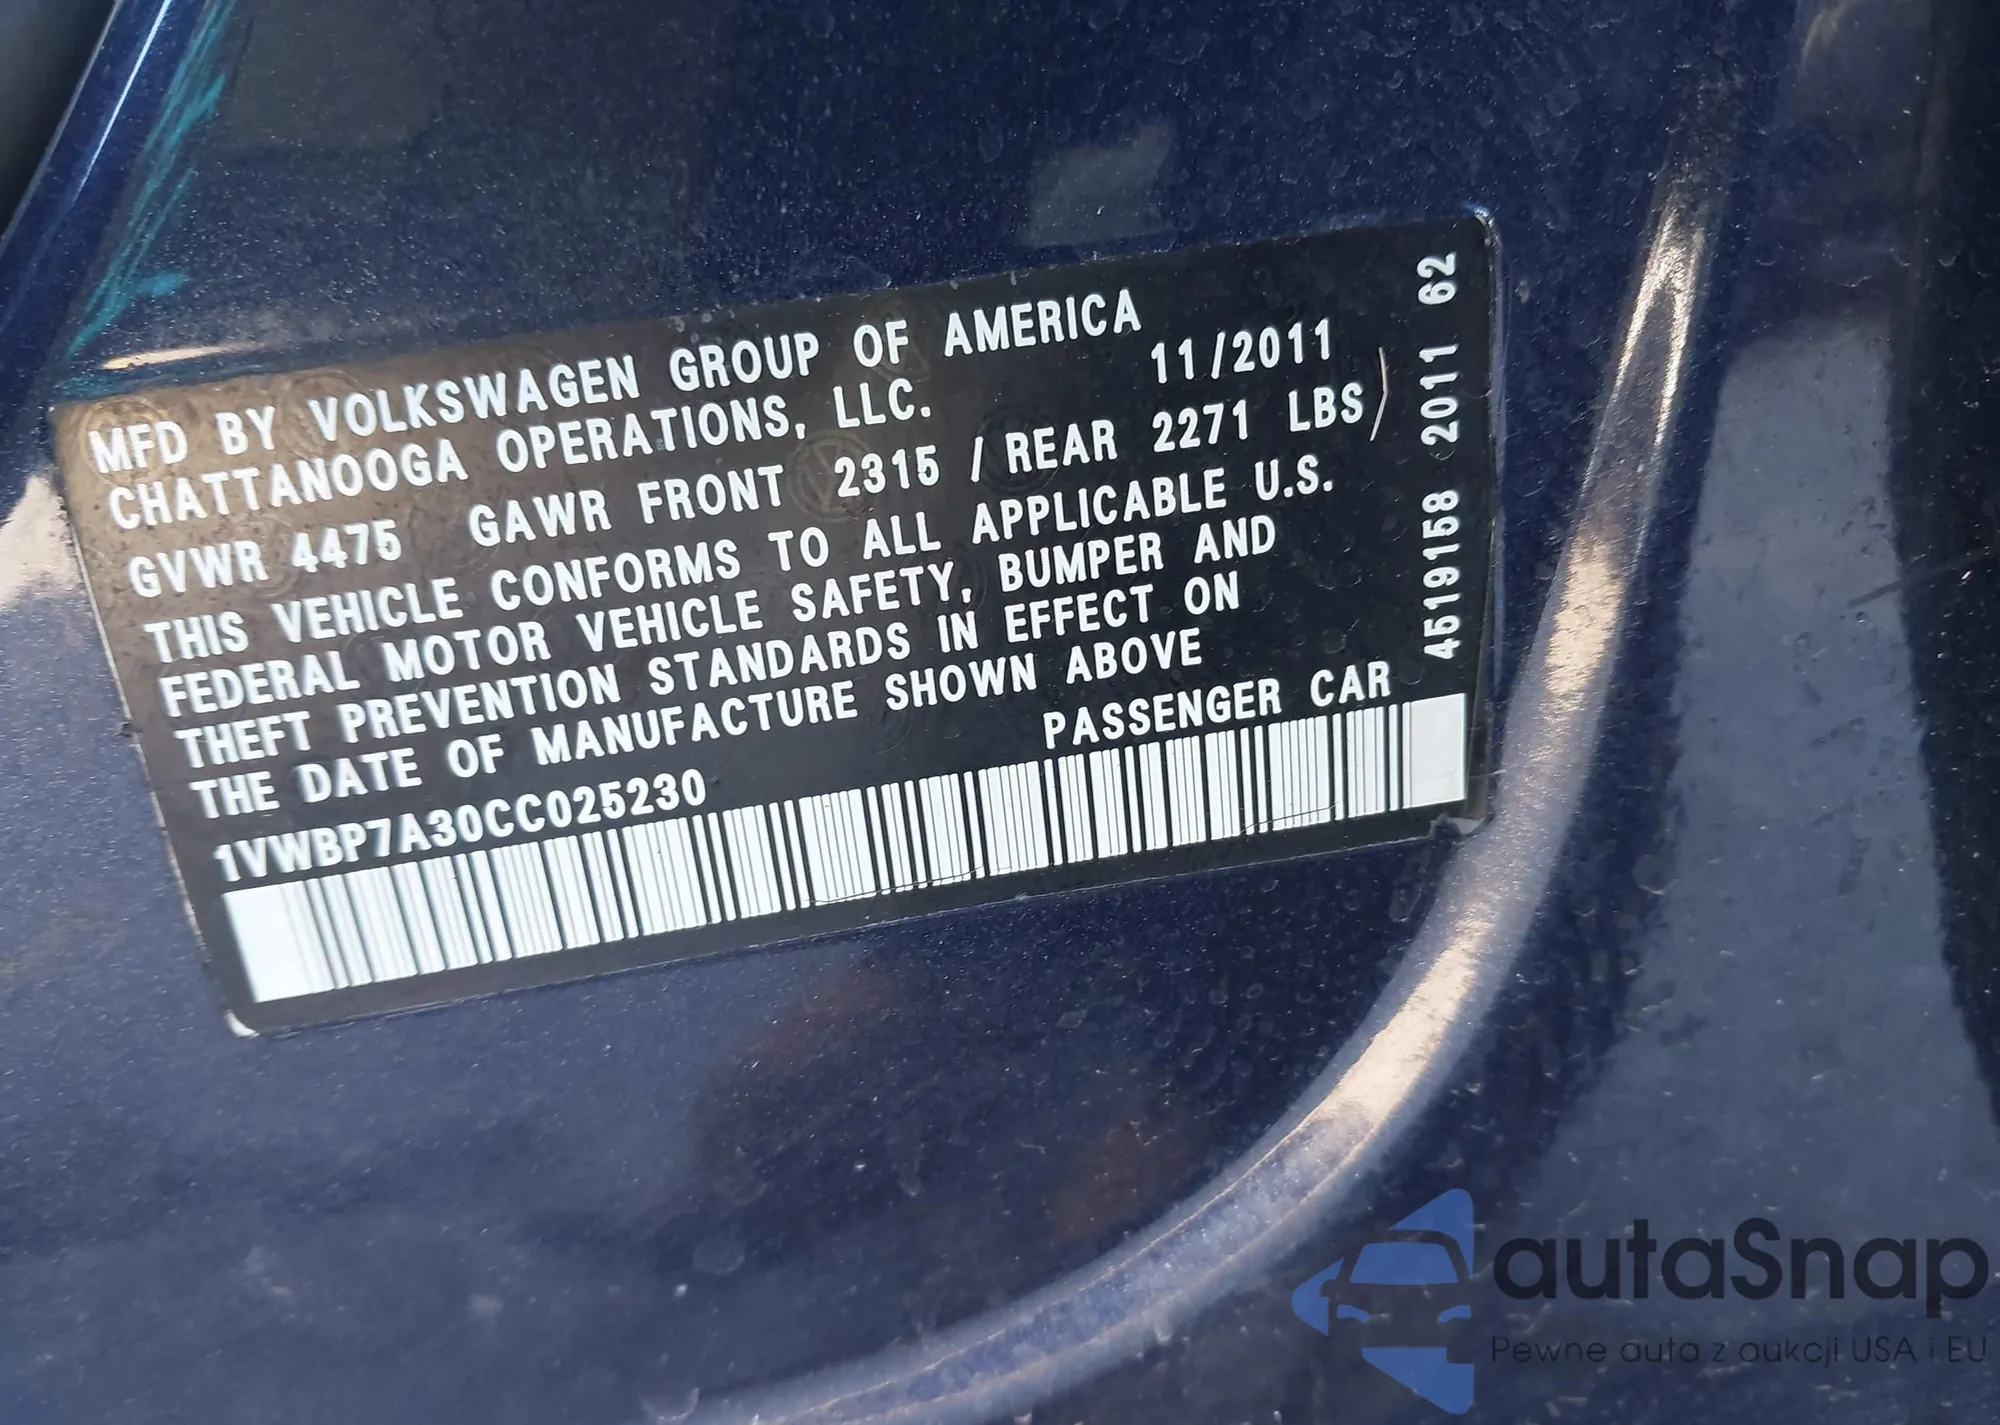 MFD BY VOLKSWAGEN GROUP OF AMERICA
CHATTANOOGA OPERATIONS, LLC. 11/2011
GVWR 4475 GAWR FRONT 2315 / REAR 2271 LBS
THIS VEHICLE CONFORMS TO ALL APPLICABLE U.S.
FEDERAL MOTOR VEHICLE SAFETY, BUMPER AND
THEFT PREVENTION STANDARDS IN EFFECT ON
THE DATE OF MANUFACTURE SHOWN ABOVE
PASSENGER CAR
1VWBP7A30CC025230
4519158 2011 62
autaSnap
Pewne auta z aukcji USA i EU